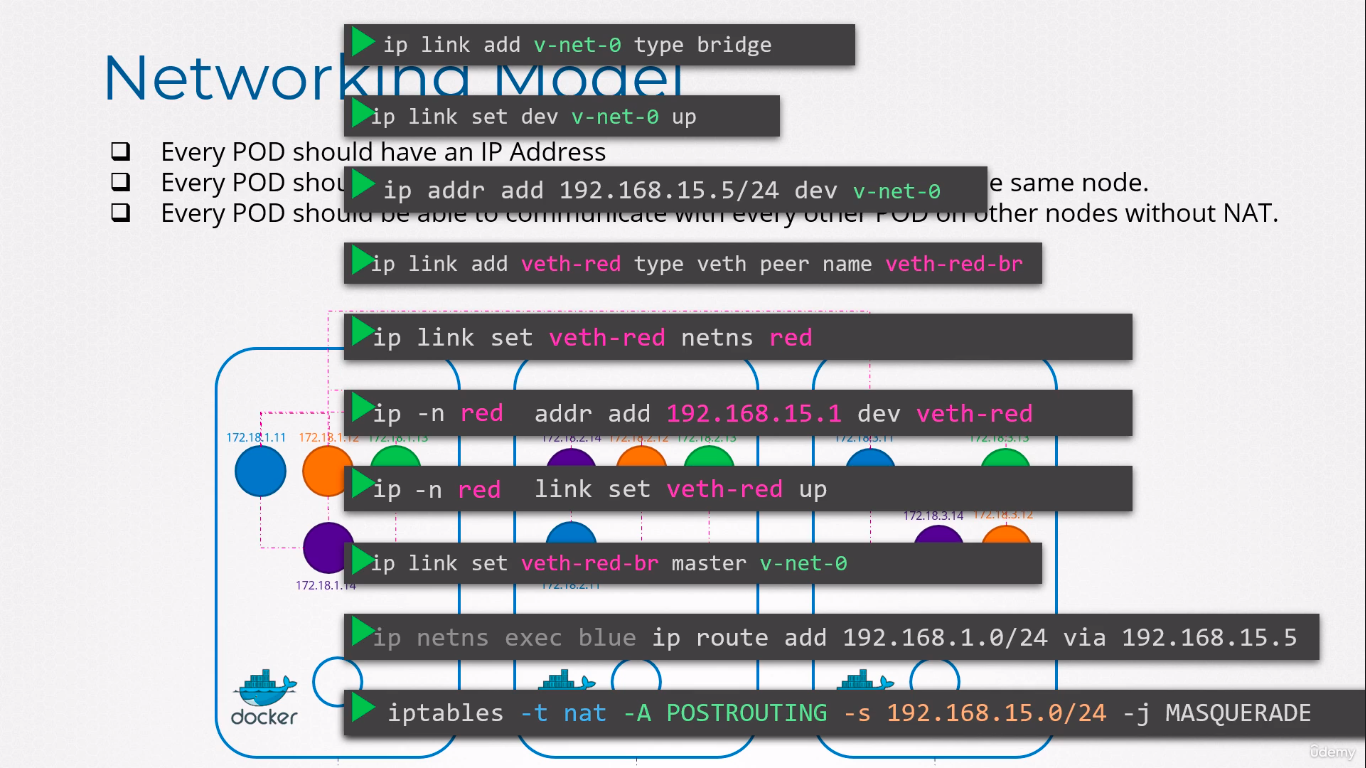 ip link add v-net-0 type bridge
Networking Model
ip link set dev v-net-0 up
❑ Every POD should have an IP Address
❑ Every POD shou
ip addr add 192.168.15.5/24 dev v-net-0
e same node.
❑ Every POD should be able to communicate with every other POD on other nodes without NAT.
ip link add veth-red type veth peer name veth-red-br
ip link set veth-red netns red
ip -n red addr add 192.168.15.1 dev veth-red
172.18.1.11 172.18.1.12 172.18.1.13 172.18.2.14 172.18.2.12 172.18.2.13 172.18.3.11 172.18.3.13
ip -n red link set veth-red up
172.18.3.14 172.18.3.12
ip link set veth-red-br master v-net-0
172.18.1.14 172.18.2.11
ip netns exec blue ip route add 192.168.1.0/24 via 192.168.15.5
docker
iptables -t nat -A POSTROUTING -s 192.168.15.0/24 -j MASQUERADE
ûdemy